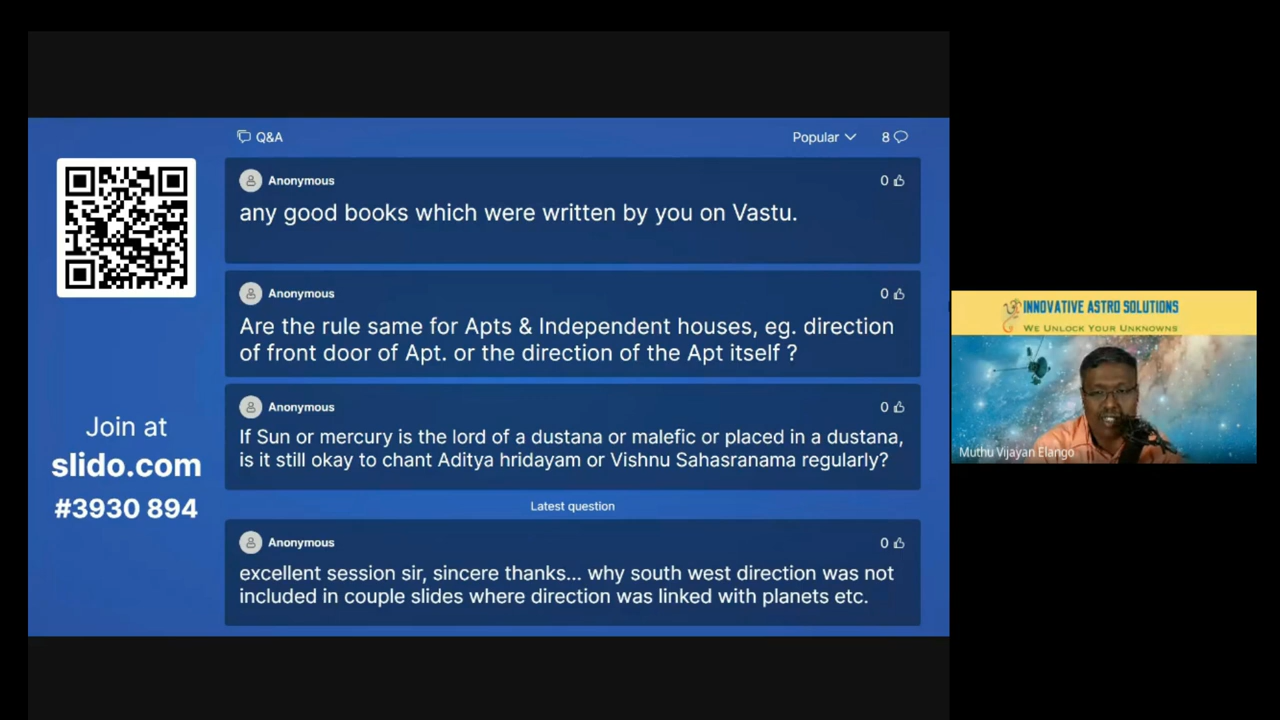 Q&A
Popular
8
Anonymous
0
any good books which were written by you on Vastu.
Anonymous
0
Are the rule same for Apts & Independent houses, eg. direction
of front door of Apt. or the direction of the Apt itself ?
Anonymous
0
If Sun or mercury is the lord of a dustana or malefic or placed in a dustana,
is it still okay to chant Aditya hridayam or Vishnu Sahasranama regularly?
Latest question
Anonymous
0
excellent session sir, sincere thanks... why south west direction was not
included in couple slides where direction was linked with planets etc.
Join at
slido.com
#3930 894
INNOVATIVE ASTRO SOLUTIONS
WE UNLOCK YOUR UNKNOWNS
Muthu Vijayan Elango